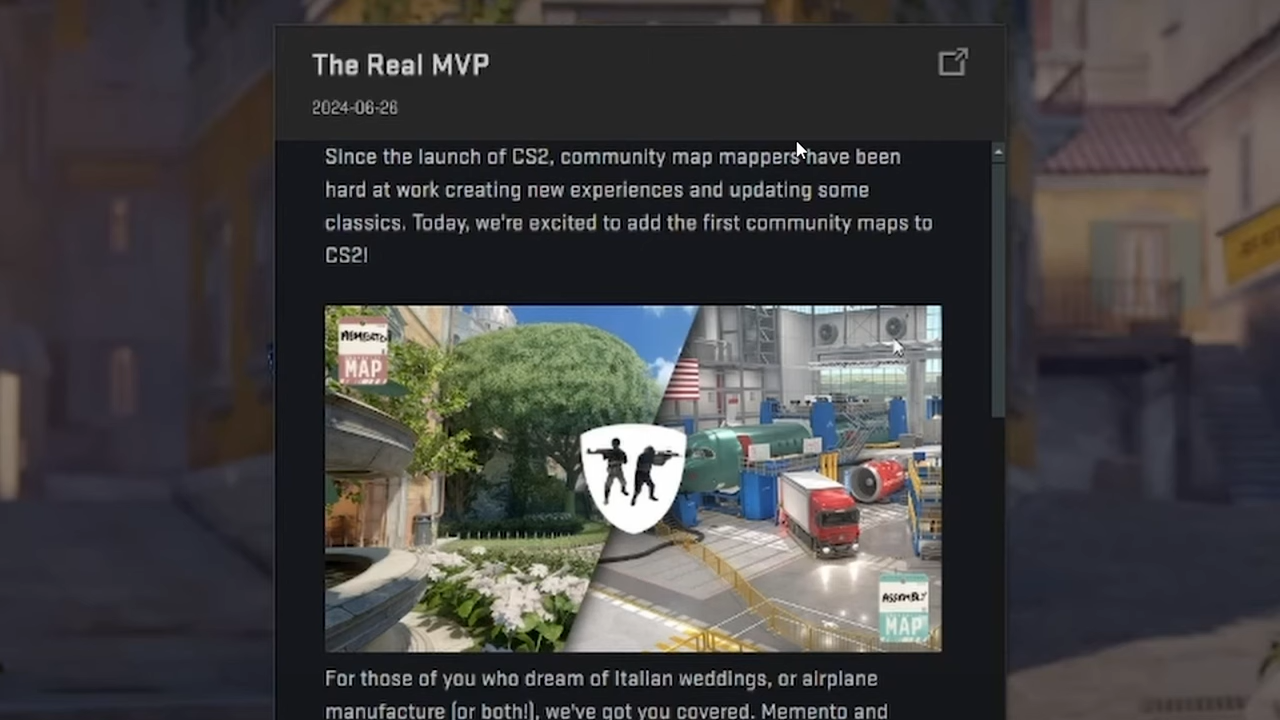 The Real MVP
2024-06-26
Since the launch of CS2, community map mappers have been
hard at work creating new experiences and updating some
classics. Today, we're excited to add the first community maps to
CS2!
MEMENTO
MAP
ASSEMBLY
MAP
For those of you who dream of Italian weddings, or airplane
manufacture (or both!), we've got you covered. Memento and